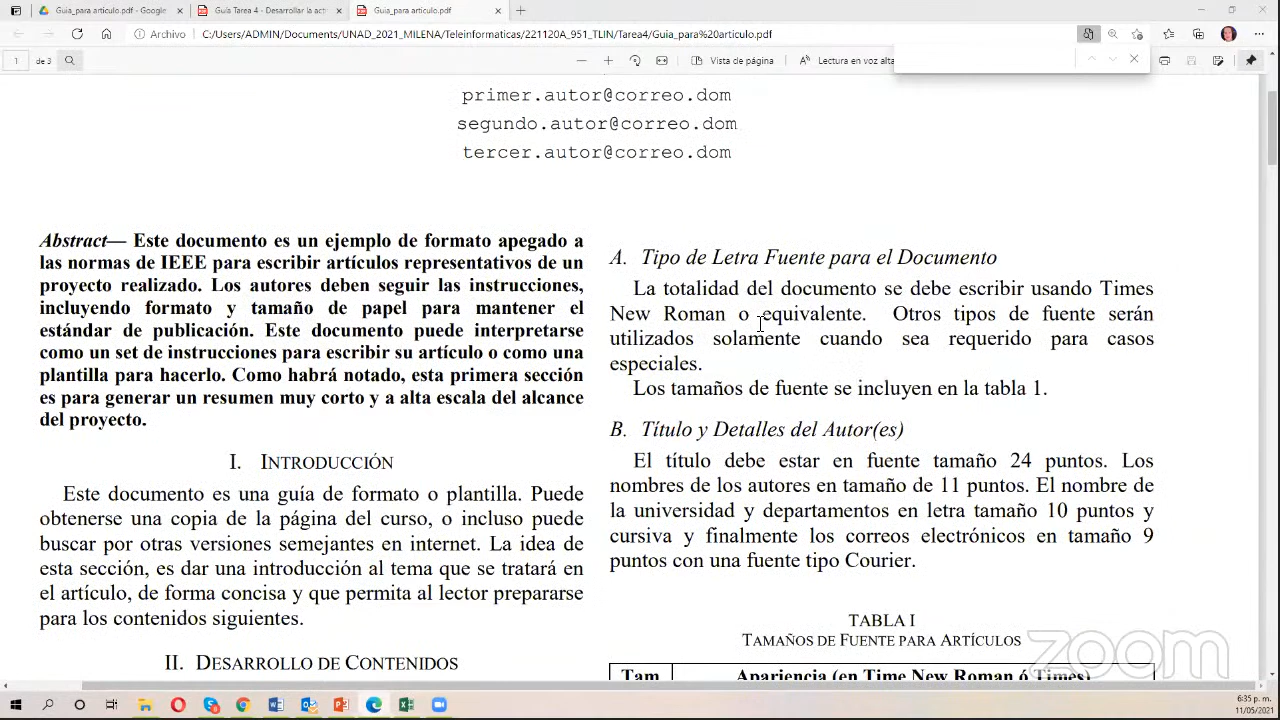 Guia_para articulo.pdf - Google
Guía Tarea 4 - Desarrollar la acti
Guia_para articulo.pdf
Archivo
C:/Users/ADMIN/Documents/UNAD_2021_MILENA/Teleinformaticas/221120A_951_TLIN/Tarea4/Guia_para%20articulo.pdf
1 de 3
Vista de página
Lectura en voz alta
primer.autor@correo.dom
segundo.autor@correo.dom
tercer.autor@correo.dom
Abstract— Este documento es un ejemplo de formato apegado a
las normas de IEEE para escribir artículos representativos de un
proyecto realizado. Los autores deben seguir las instrucciones,
incluyendo formato y tamaño de papel para mantener el
estándar de publicación. Este documento puede interpretarse
como un set de instrucciones para escribir su artículo o como una
plantilla para hacerlo. Como habrá notado, esta primera sección
es para generar un resumen muy corto y a alta escala del alcance
del proyecto.
I. INTRODUCCIÓN
Este documento es una guía de formato o plantilla. Puede
obtenerse una copia de la página del curso, o incluso puede
buscar por otras versiones semejantes en internet. La idea de
esta sección, es dar una introducción al tema que se tratará en
el artículo, de forma concisa y que permita al lector prepararse
para los contenidos siguientes.
II. DESARROLLO DE CONTENIDOS
A. Tipo de Letra Fuente para el Documento
La totalidad del documento se debe escribir usando Times
New Roman o equivalente. Otros tipos de fuente serán
utilizados solamente cuando sea requerido para casos
especiales.
Los tamaños de fuente se incluyen en la tabla 1.
B. Título y Detalles del Autor(es)
El título debe estar en fuente tamaño 24 puntos. Los
nombres de los autores en tamaño de 11 puntos. El nombre de
la universidad y departamentos en letra tamaño 10 puntos y
cursiva y finalmente los correos electrónicos en tamaño 9
puntos con una fuente tipo Courier.
TABLA I
TAMAÑOS DE FUENTE PARA ARTÍCULOS
Tam
Apariencia (en Time New Roman ó Times)
zoom
6:35 p. m.
11/05/2021